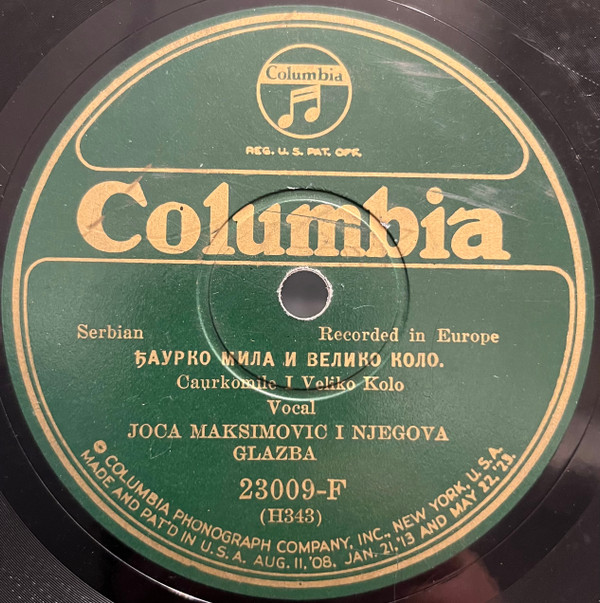 Columbia
REG. U. S. PAT. OFF.
Columbia
Serbian Recorded in Europe
ЂАУРКО МИЛА И ВЕЛИКО КОЛО.
Caurkomile I Veliko Kolo
Vocal
JOCA MAKSIMOVIC I NJEGOVA
GLAZBA
23009-F
(H343)
© COLUMBIA PHONOGRAPH COMPANY, INC., NEW YORK, U. S. A.
MADE AND PAT'D IN U. S. A. AUG. 11, '08, JAN. 21, '13 AND MAY 22, '23.